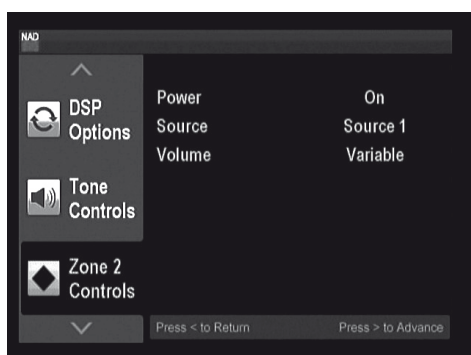 NAD
DSP
Options
Tone
Controls
Zone 2
Controls
Power On
Source Source 1
Volume Variable
Press < to Return Press > to Advance